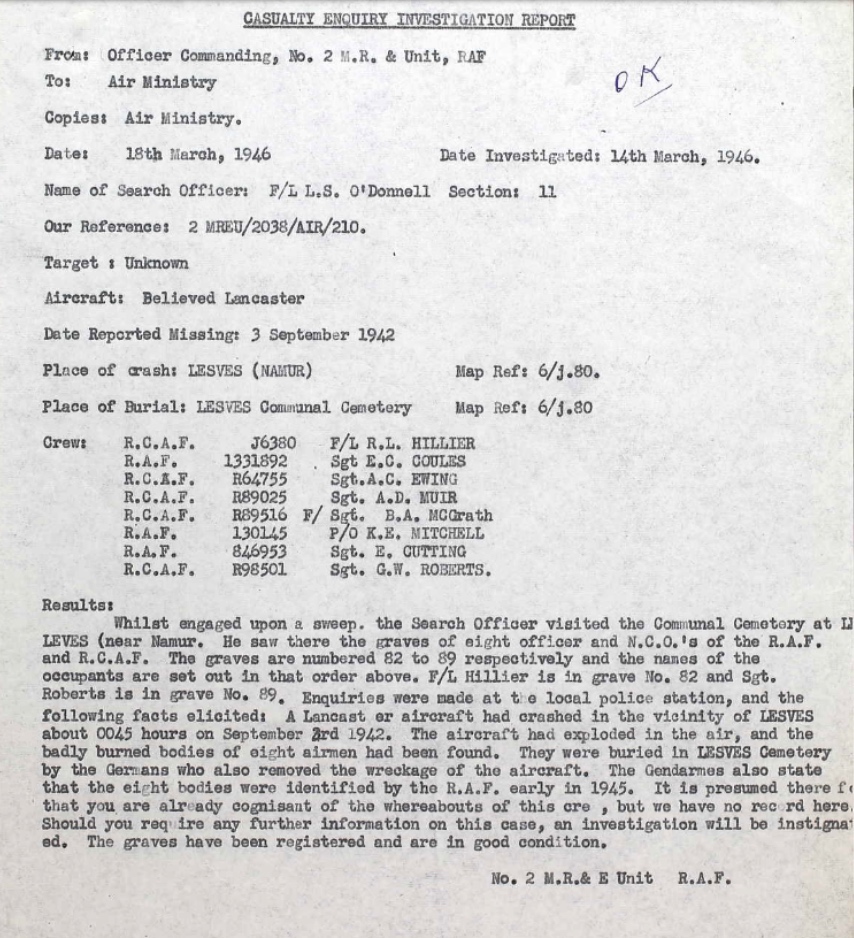 CASUALTY ENQUIRY INVESTIGATION REPORT
From: Officer Commanding, No. 2 M.R. & Unit, RAF
To: Air Ministry
OK
Copies: Air Ministry.
Date: 18th March, 1946 Date Investigated: 14th March, 1946.
Name of Search Officer: F/L L.S. O'Donnell Section: 11
Our Reference: 2 MREU/2038/AIR/210.
Target : Unknown
Aircraft: Believed Lancaster
Date Reported Missing: 3 September 1942
Place of crash: LESVES (NAMUR) Map Ref: 6/j.80.
Place of Burial: LESVES Communal Cemetery Map Ref: 6/j.80
Crew: R.C.A.F. J6380 F/L R.L. HILLIER
R.A.F. 1331892 Sgt E.C. COULES
R.C.A.F. R64755 Sgt.A.C. EWING
R.C.A.F. R89025 Sgt. A.D. MUIR
R.C.A.F. R89516 F/ Sgt. B.A. MCGrath
R.A.F. 130145 P/O K.E. MITCHELL
R.A.F. 846953 Sgt. E. CUTTING
R.C.A.F. R98501 Sgt. G.W. ROBERTS.
Results:
Whilst engaged upon a sweep. the Search Officer visited the Communal Cemetery at
LEVES (near Namur. He saw there the graves of eight officer and N.C.O.'s of the R.A.F.
and R.C.A.F. The graves are numbered 82 to 89 respectively and the names of the
occupants are set out in that order above. F/L Hillier is in grave No. 82 and Sgt.
Roberts is in grave No. 89. Enquiries were made at the local police station, and the
following facts elicited: A Lancast er aircraft had crashed in the vicinity of LESVES
about 0045 hours on September 3rd 1942. The aircraft had exploded in the air, and the
badly burned bodies of eight airmen had been found. They were buried in LESVES Cemetery
by the Germans who also removed the wreckage of the aircraft. The Gendarmes also state
that the eight bodies were identified by the R.A.F. early in 1945. It is presumed there
that you are already cognisant of the whereabouts of this cre , but we have no record here
Should you require any further information on this case, an investigation will be instigna
ed. The graves have been registered and are in good condition.
No. 2 M.R.& E Unit R.A.F.